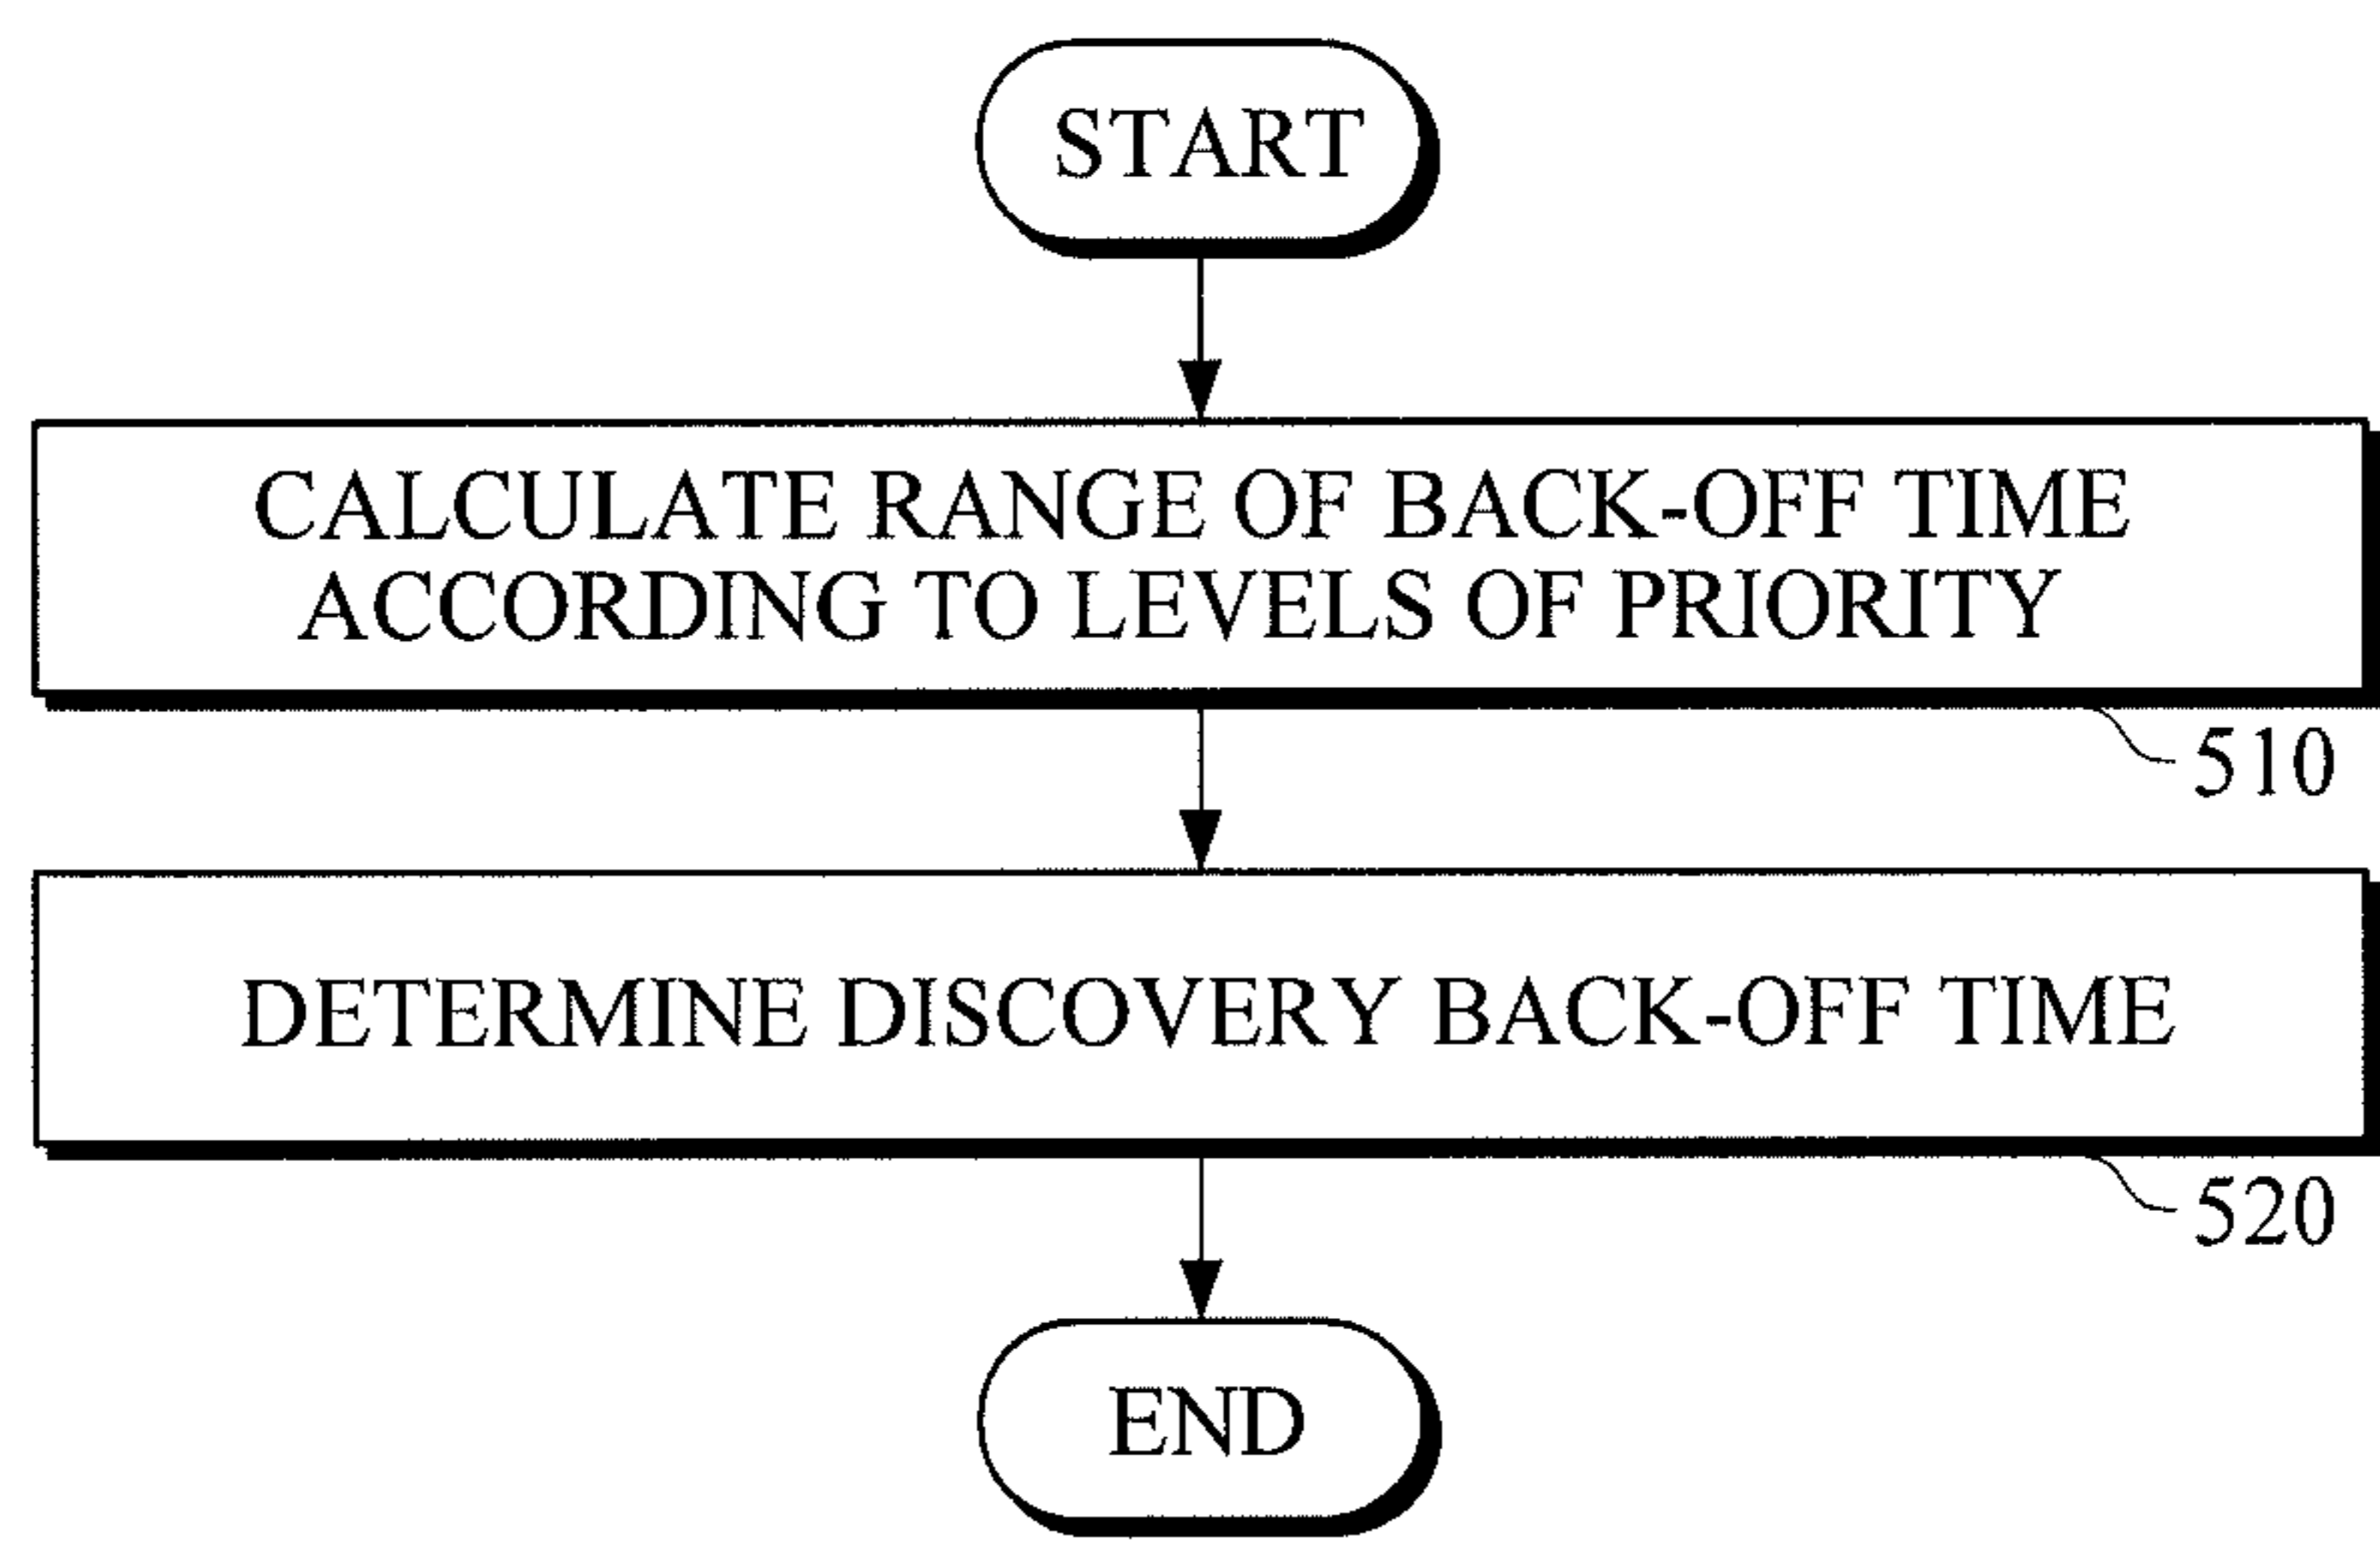 START
CALCULATE RANGE OF BACK-OFF TIME
ACCORDING TO LEVELS OF PRIORITY
510
DETERMINE DISCOVERY BACK-OFF TIME
520
END